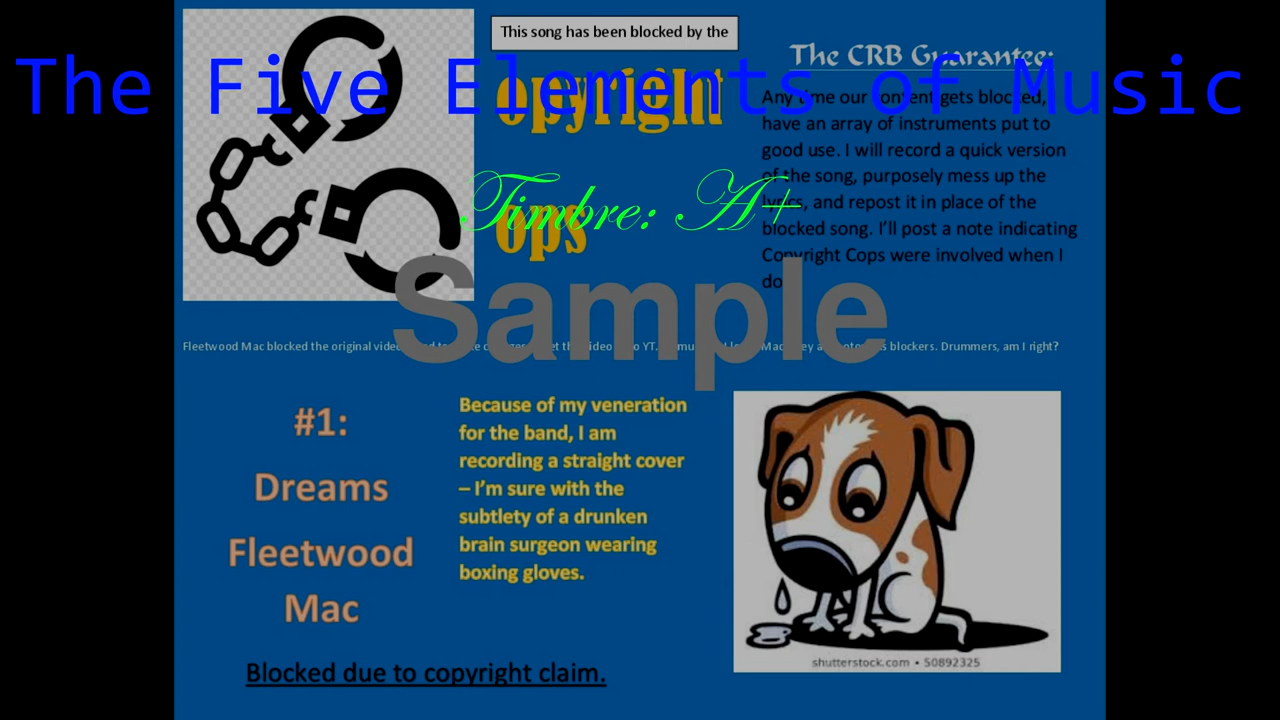 This song has been blocked by the
The Five Elements of Music
opyright
ops
Timbre: A+
The CRB Guarantee:
Any time our content gets blocked,
have an array of instruments put to
good use. I will record a quick version
of the song, purposely mess up the
lyrics, and repost it in place of the
blocked song. I'll post a note indicating
Copyright Cops were involved when I
do
Sample
Fleetwood Mac blocked the original video
blockers. Drummers, am I right?
#1:
Dreams
Fleetwood
Mac
Because of my veneration
for the band, I am
recording a straight cover
– I'm sure with the
subtlety of a drunken
brain surgeon wearing
boxing gloves.
Blocked due to copyright claim.
shutterstock.com • 50892325